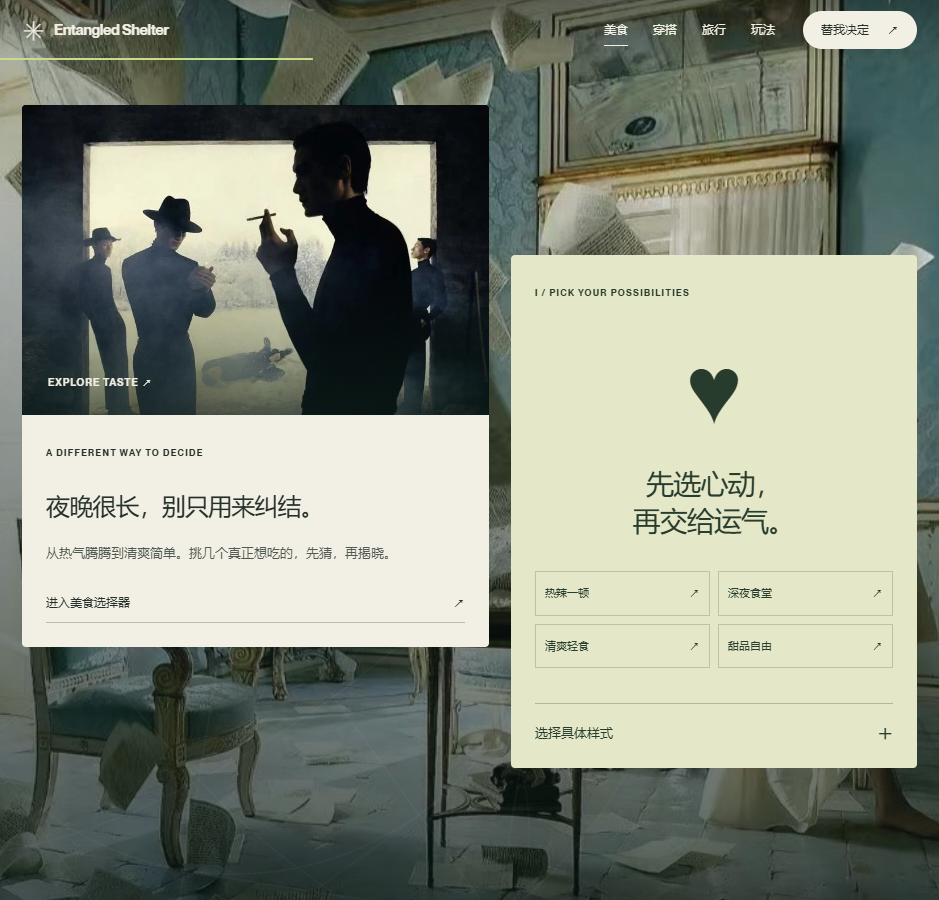 Entangled Shelter
美食
穿搭
旅行
玩法
替我决定 ↗
EXPLORE TASTE ↗
A DIFFERENT WAY TO DECIDE
夜晚很长，别只用来纠结。
从热气腾腾到清爽简单。挑几个真正想吃的，先猜，再揭晓。
进入美食选择器 ↗
I / PICK YOUR POSSIBILITIES
♥
先选心动，
再交给运气。
热辣一顿 ↗
深夜食堂 ↗
清爽轻食 ↗
甜品自由 ↗
选择具体样式 +